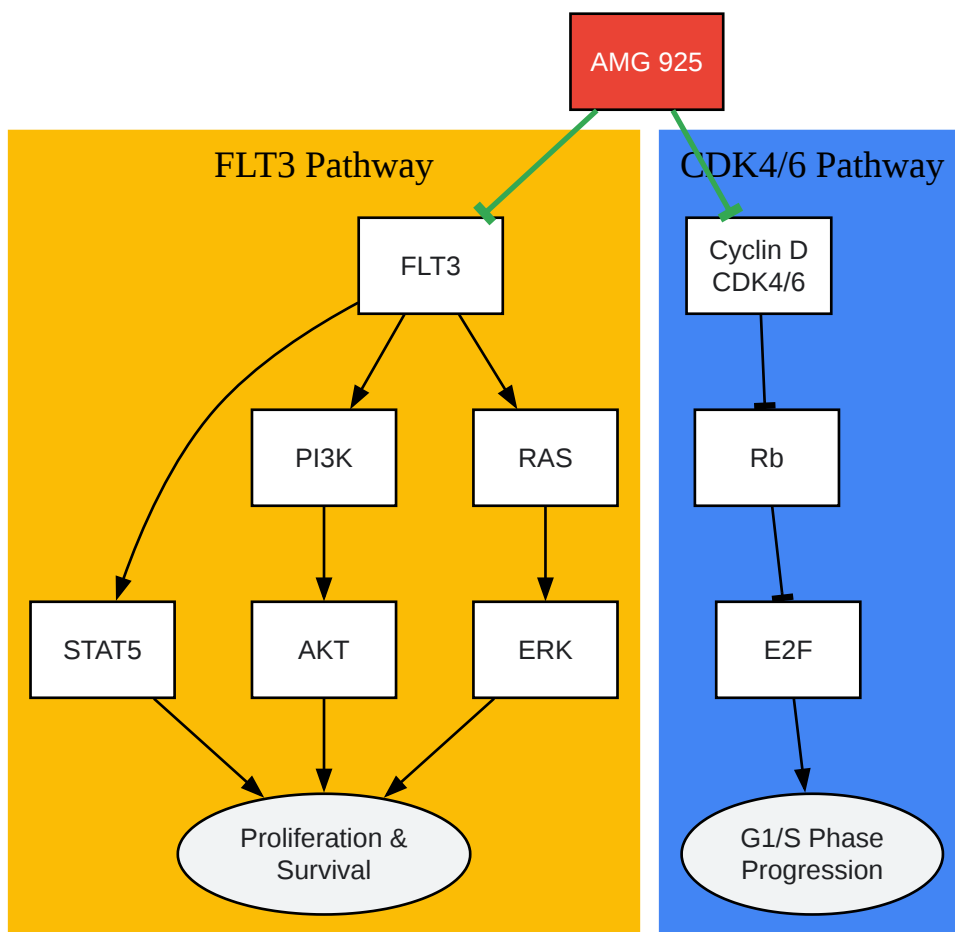 AMG 925
FLT3 Pathway
CDK4/6 Pathway
FLT3
Cyclin D
CDK4/6
PI3K
RAS
Rb
STAT5
AKT
ERK
E2F
Proliferation &
Survival
G1/S Phase
Progression